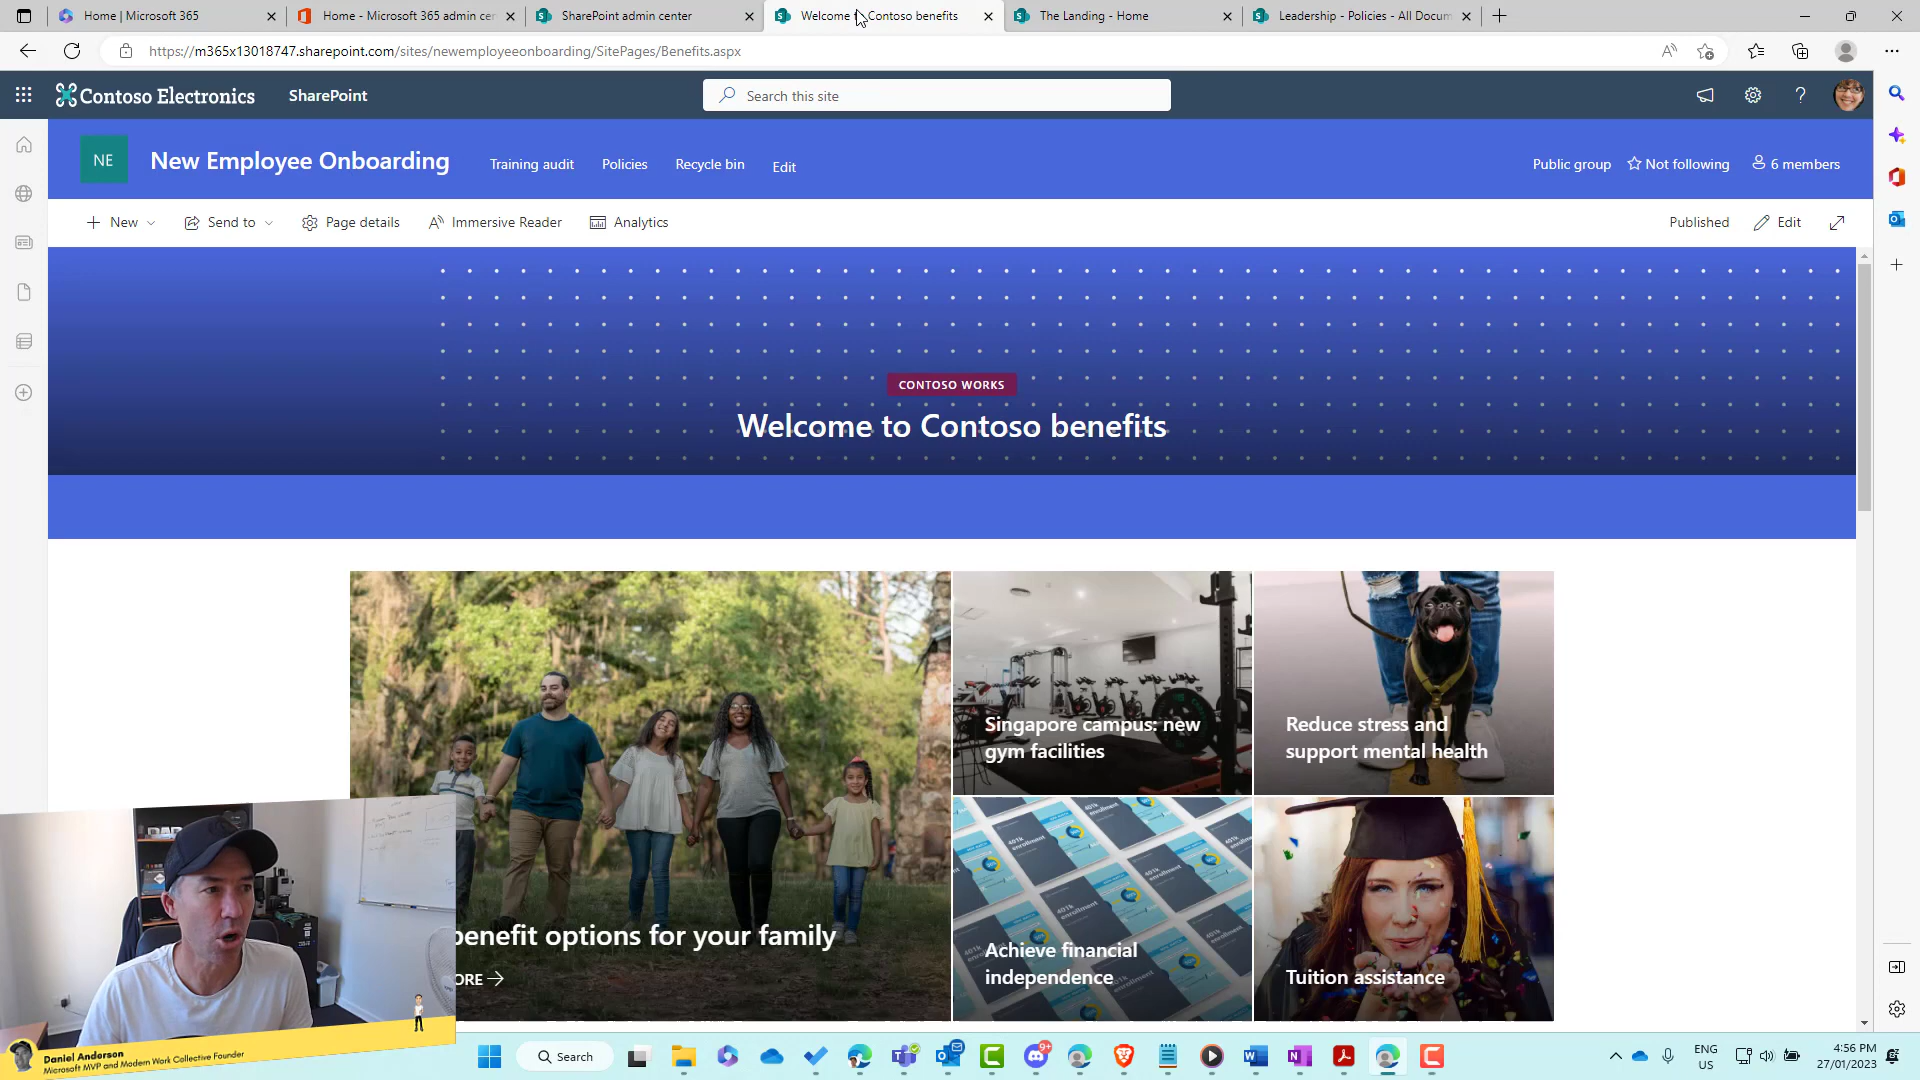 Home | Microsoft 365
Home - Microsoft 365 admin cen
SharePoint admin center
Welcome Contoso benefits
The Landing - Home
Leadership - Policies - All Docum
https://m365x13018747.sharepoint.com/sites/newemployeeonboarding/SitePages/Benefits.aspx
Contoso Electronics
SharePoint
Search this site
NE
New Employee Onboarding
Training audit
Policies
Recycle bin
Edit
Public group
Not following
6 members
New
Send to
Page details
Immersive Reader
Analytics
Published
Edit
CONTOSO WORKS
Welcome to Contoso benefits
Singapore campus: new
gym facilities
Reduce stress and
support mental health
benefit options for your family
ORE
Achieve financial
independence
Tuition assistance
401k
enrollment
Daniel Anderson
Microsoft MVP and Modern Work Collective Founder
Search
9+
ENG
US
4:56 PM
27/01/2023